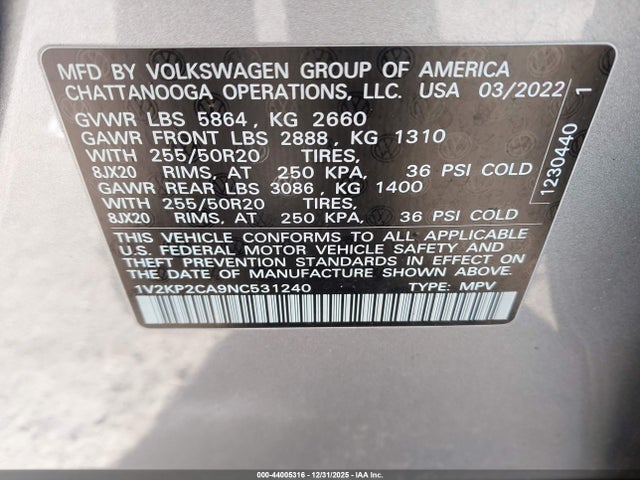 MFD BY VOLKSWAGEN GROUP OF AMERICA
CHATTANOOGA OPERATIONS, LLC. USA 03/2022
GVWR LBS 5864, KG 2660
GAWR FRONT LBS 2888, KG 1310
WITH 255/50R20 TIRES,
8JX20 RIMS, AT 250 KPA, 36 PSI COLD
GAWR REAR LBS 3086, KG 1400
WITH 255/50R20 TIRES,
8JX20 RIMS, AT 250 KPA, 36 PSI COLD
THIS VEHICLE CONFORMS TO ALL APPLICABLE
U.S. FEDERAL MOTOR VEHICLE SAFETY AND
THEFT PREVENTION STANDARDS IN EFFECT ON
THE DATE OF MANUFACTURE SHOWN ABOVE.
1V2KP2CA9NC531240 TYPE: MPV
1230440 1
000-44005316 - 12/31/2025 - IAA Inc.